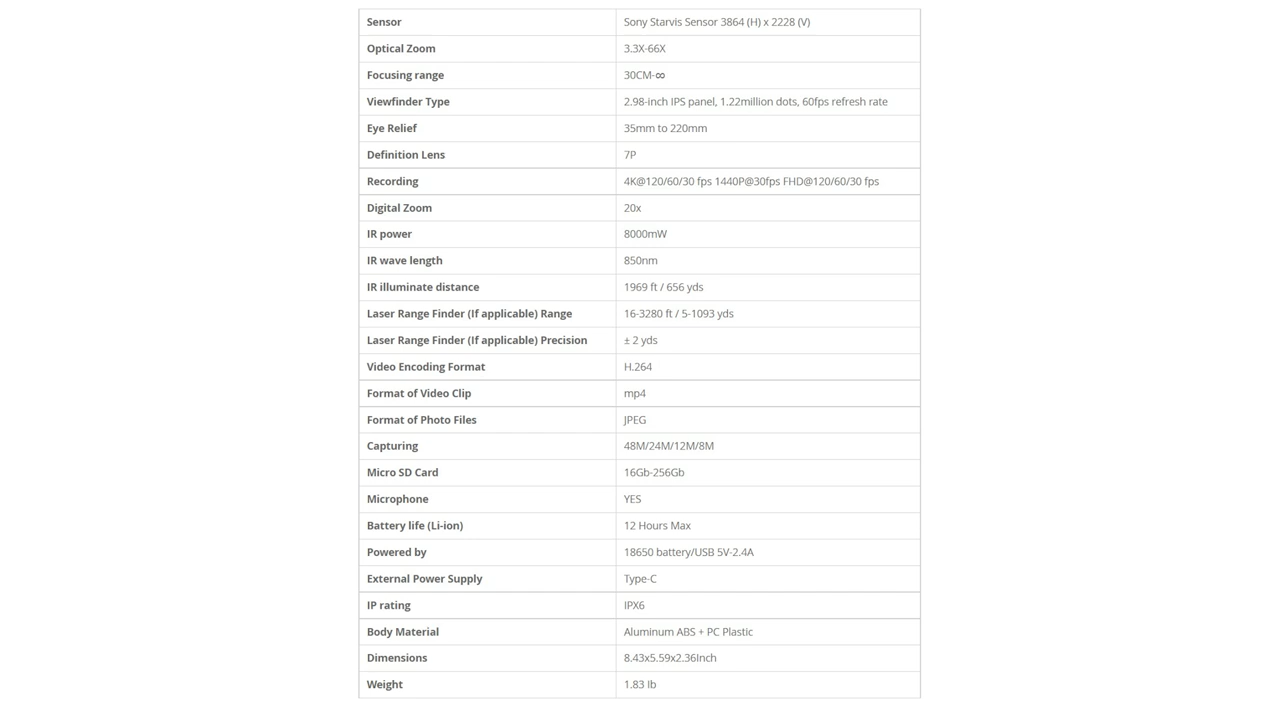 Sensor Sony Starvis Sensor 3864 (H) x 2228 (V)
Optical Zoom 3.3X-66X
Focusing range 30CM-∞
Viewfinder Type 2.98-inch IPS panel, 1.22million dots, 60fps refresh rate
Eye Relief 35mm to 220mm
Definition Lens 7P
Recording 4K@120/60/30 fps 1440P@30fps FHD@120/60/30 fps
Digital Zoom 20x
IR power 8000mW
IR wave length 850nm
IR illuminate distance 1969 ft / 656 yds
Laser Range Finder (If applicable) Range 16-3280 ft / 5-1093 yds
Laser Range Finder (If applicable) Precision ± 2 yds
Video Encoding Format H.264
Format of Video Clip mp4
Format of Photo Files JPEG
Capturing 48M/24M/12M/8M
Micro SD Card 16Gb-256Gb
Microphone YES
Battery life (Li-ion) 12 Hours Max
Powered by 18650 battery/USB 5V-2.4A
External Power Supply Type-C
IP rating IPX6
Body Material Aluminum ABS + PC Plastic
Dimensions 8.43x5.59x2.36Inch
Weight 1.83 lb